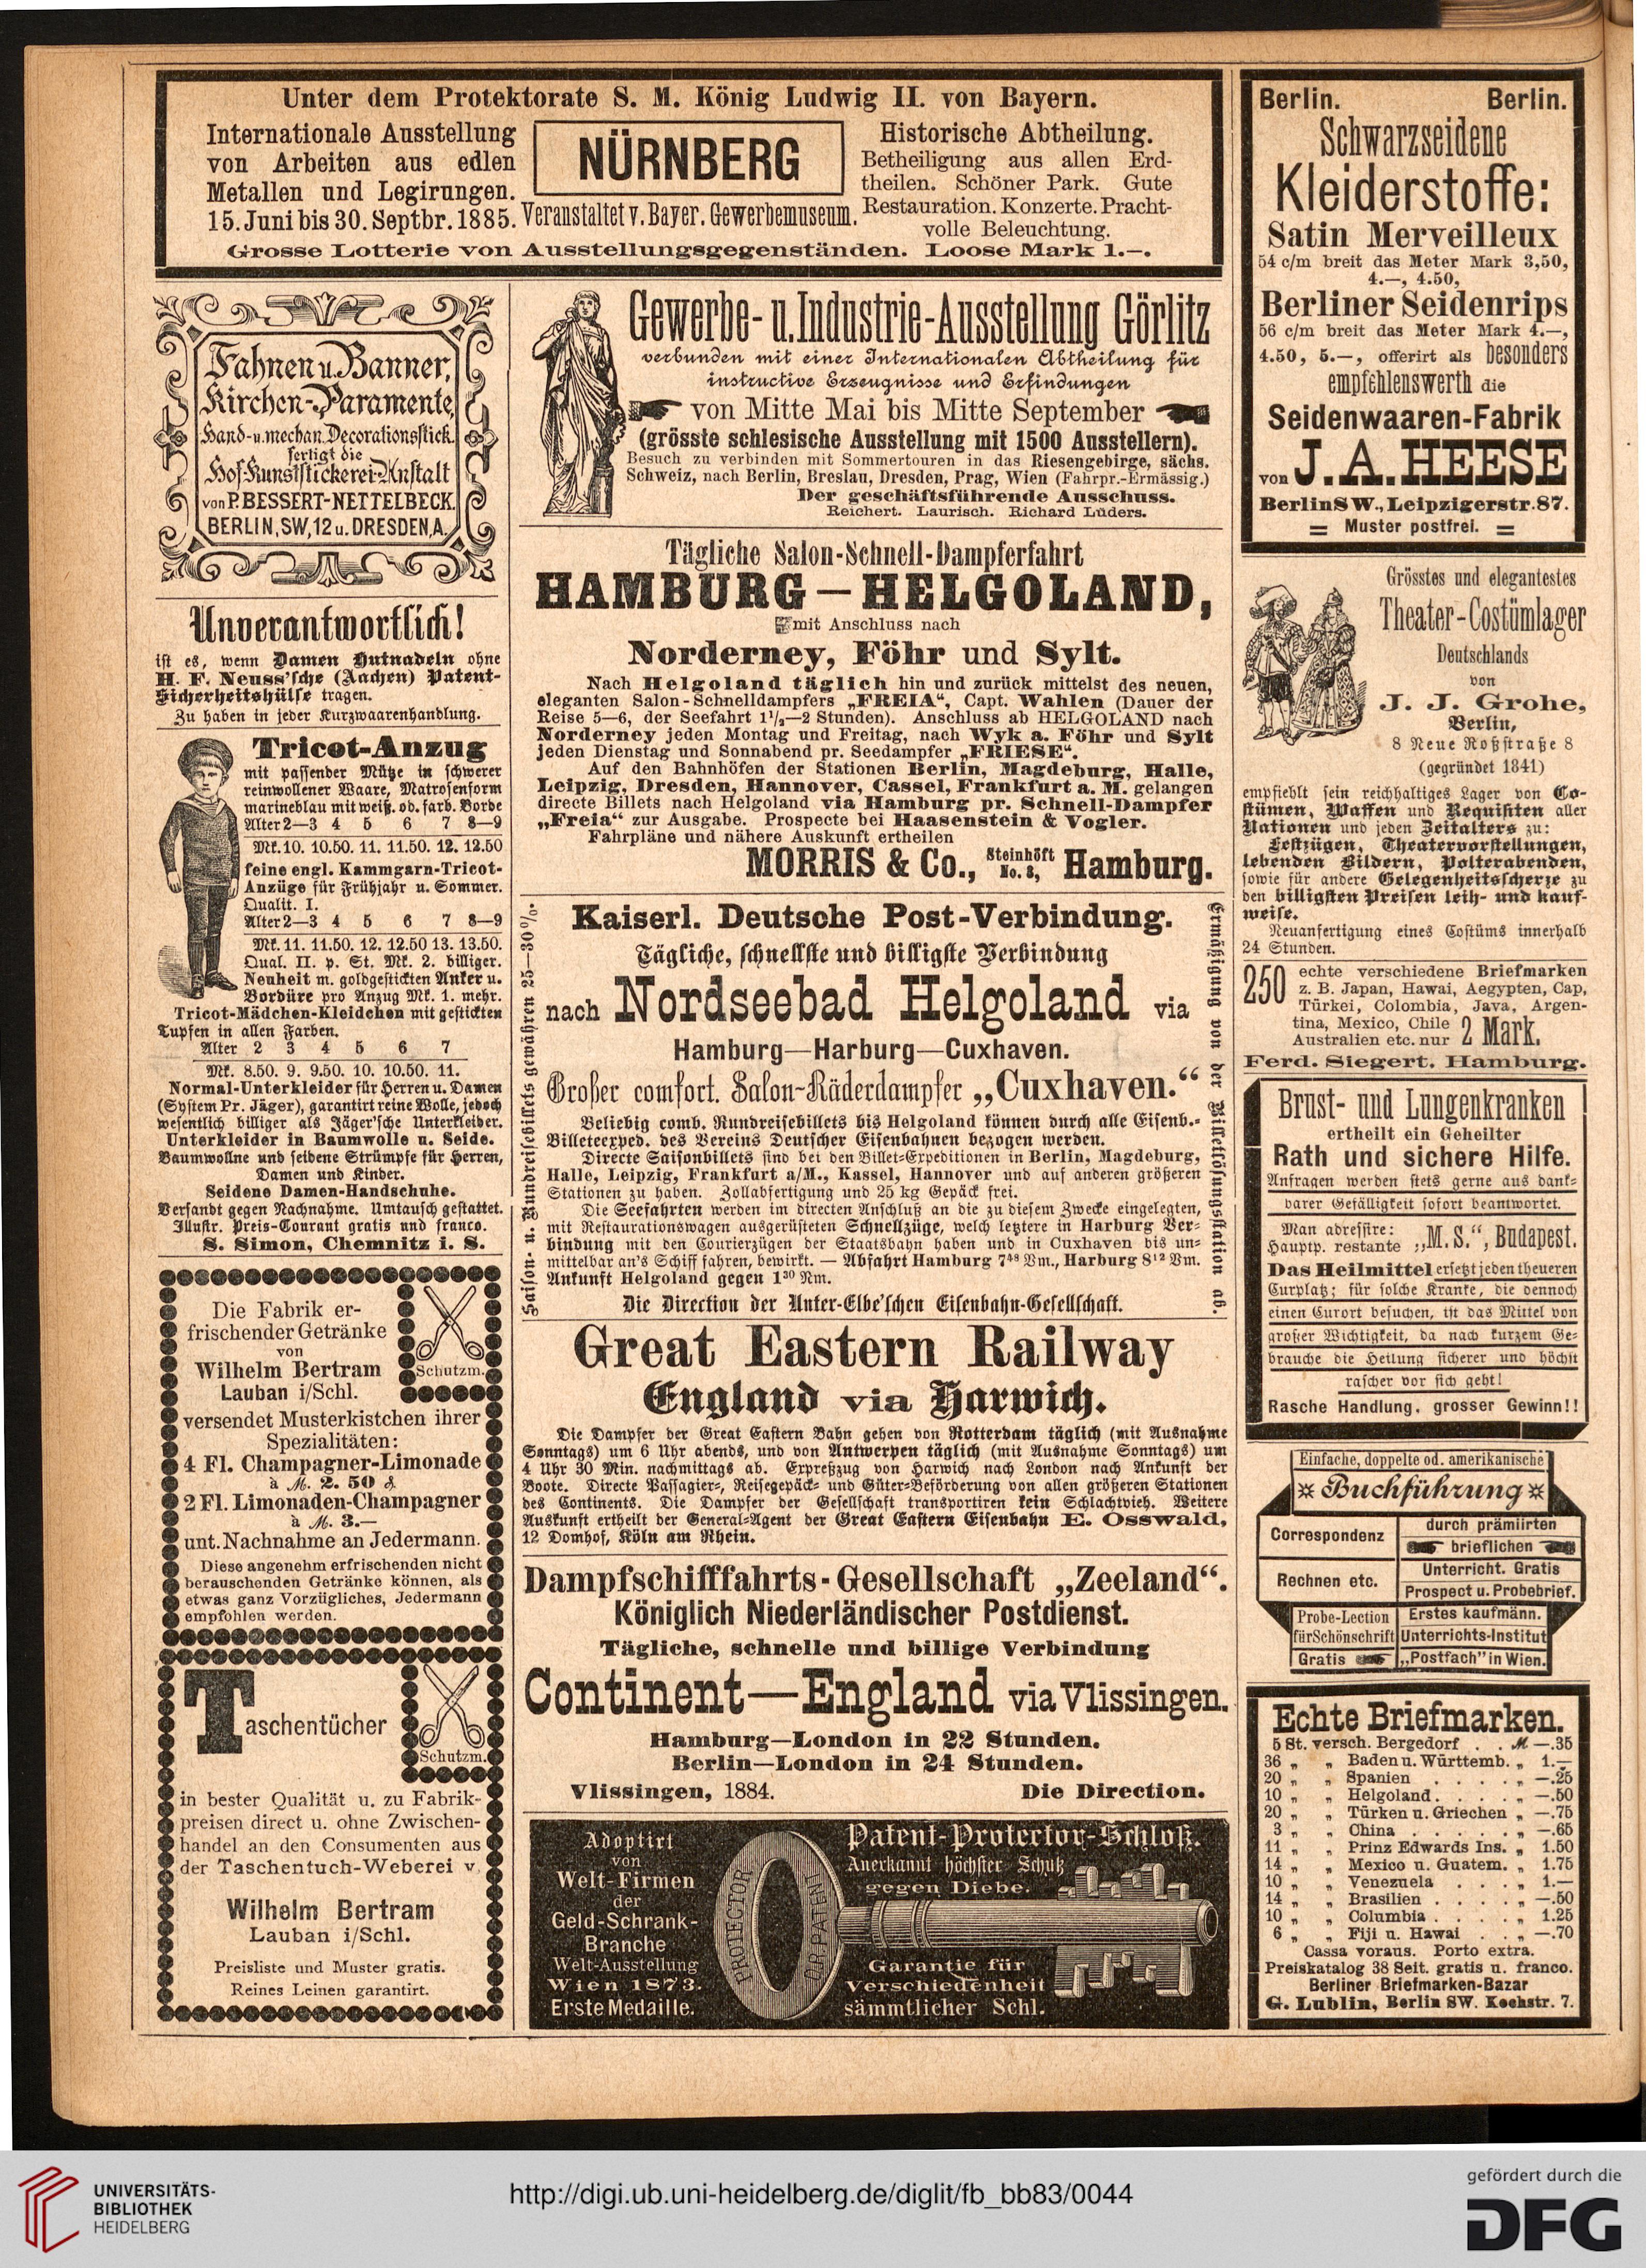 Unter dem Protektorate S. M. König Ludwig II. von Bayern.
Internationale Ausstellung
von Arbeiten aus edlen
Metallen und Legirungen.
15. Juni bis 30. Septbr. 1885.
NÜRNBERG
Veranstaltet v. Bayer. Gewerbemuseum.
Historische Abtheilung.
Betheiligung aus allen Erd-
theilen. Schöner Park. Gute
Restauration. Konzerte. Pracht-
volle Beleuchtung.
Grosse Lotterie von Ausstellungsgegenständen. Loose Mark 1.—.
Fahnen u. Banner,
Kirchen-Paramente,
Hand-u.mechan.Decorationsstick.
fertigt die
Hof-Kunststickerei-Anstalt
von P. BESSERT-NETTELBECK.
BERLIN, SW, 12 u. DRESDEN, A.
Unverantwortlich!
ist es, wenn Damen Hutnadeln ohne
H. F. Neuss'sche (Aachen) Patent-
Sicherheitshülse tragen.
Zu haben in jeder Kurzwaarenhandlung.
Tricot-Anzug
mit passender Mütze in schwerer
reinwollener Waare, Matrosenform
marineblau mit weiß. od. farb. Borde
Alter 2—3 4 5 6 7 8—9
Mk. 10. 10.50. 11. 11.50. 12. 12.50
feine engl. Kammgarn-Tricot-
Anzüge für Frühjahr u. Sommer.
Qualit. I.
Alter 2—3 4 5 6 7 8—9
Mk. 11. 11.50. 12. 12.50 13. 13.50.
Qual. II. p. St. Mk. 2. billiger.
Neuheit m. goldgestickten Anker u.
Bordüre pro Anzug Mk. 1. mehr.
Tricot-Mädchen-Kleidchen mit gestickten
Tupfen in allen Farben.
Alter 2 3 4 5 6 7
Mk. 8.50. 9. 9.50. 10. 10.50. 11.
Normal-Unterkleider für Herren u. Damen
(System Pr. Jäger), garantirt reine Wolle, jedoch
wesentlich billiger als Jäger'sche Unterkleider.
Unterkleider in Baumwolle u. Seide.
Baumwollne und seidene Strümpfe für Herren,
Damen und Kinder.
Seidene Damen-Handschuhe.
Versandt gegen Nachnahme. Umtausch gestattet.
Illustr. Preis-Courant gratis und franco.
S. Simon, Chemnitz i. S.
Die Fabrik er-
frischender Getränke
von
Wilhelm Bertram
Lauban i/Schl.
Schutzm.
versendet Musterkistchen ihrer
Spezialitäten:
4 Fl. Champagner-Limonade
à M. 2. 50 ₰
2 Fl. Limonaden-Champagner
à M. 3.—
unt. Nachnahme an Jedermann.
Diese angenehm erfrischenden nicht
berauschenden Getränke können, als
etwas ganz Vorzügliches, Jedermann
empfohlen werden.
Taschentücher
Schutzm.
in bester Qualität u. zu Fabrik-
preisen direct u. ohne Zwischen-
handel an den Consumenten aus
der Taschentuch-Weberei v.
Wilhelm Bertram
Lauban i/Schl.
Preisliste und Muster gratis.
Reines Leinen garantirt.
Gewerbe- u. Industrie-Ausstellung Görlitz
verbunden mit einer Internationalen Abtheilung für
instructive Erzeugnisse und Erfindungen
von Mitte Mai bis Mitte September
(grösste schlesische Ausstellung mit 1500 Ausstellern).
Besuch zu verbinden mit Sommertouren in das Riesengebirge, sächs.
Schweiz, nach Berlin, Breslau, Dresden, Prag, Wien (Fahrpr.-Ermässig.)
Der geschäftsführende Ausschuss.
Reichert. Laurisch. Richard Lüders.
Tägliche Salon-Schnell-Dampferfahrt
HAMBURG—HELGOLAND,
mit Anschluss nach
Norderney, Föhr und Sylt.
Nach Helgoland täglich hin und zurück mittelst des neuen,
eleganten Salon-Schnelldampfers „FREIA“, Capt. Wahlen (Dauer der
Reise 5—6, der Seefahrt 1½—2 Stunden). Anschluss ab HELGOLAND nach
Norderney jeden Montag und Freitag, nach Wyk a. Föhr und Sylt
jeden Dienstag und Sonnabend pr. Seedampfer „FRIESE“.
Auf den Bahnhöfen der Stationen Berlin, Magdeburg, Halle,
Leipzig, Dresden, Hannover, Cassel, Frankfurt a. M. gelangen
directe Billets nach Helgoland via Hamburg pr. Schnell-Dampfer
„Freia“ zur Ausgabe. Prospecte bei Haasenstein & Vogler.
Fahrpläne und nähere Auskunft ertheilen
MORRIS & Co., Steinhöft No. 8, Hamburg.
Saison- u. Rundreisebillets gewähren 25—30%.
Kaiserl. Deutsche Post-Verbindung.
Tägliche, schnellste und billigste Verbindung
nach Nordseebad Helgoland via
Hamburg—Harburg—Cuxhaven.
Großer comfort. Salon-Räderdampfer „Cuxhaven.“
Beliebig comb. Rundreisebillets bis Helgoland können durch alle Eisenb.-
Billeteexped. des Vereins Deutscher Eisenbahnen bezogen werden.
Directe Saisonbillets sind bei den Billet-Expeditionen in Berlin, Magdeburg,
Halle, Leipzig, Frankfurt a/M., Kassel, Hannover und auf anderen größeren
Stationen zu haben. Zollabfertigung und 25 kg Gepäck frei.
Die Seefahrten werden im directen Anschluß an die zu diesem Zwecke eingelegten,
mit Restaurationswagen ausgerüsteten Schnellzüge, welch letztere in Harburg Ver-
bindung mit den Courierzügen der Staatsbahn haben und in Cuxhaven bis un-
mittelbar an's Schiff fahren, bewirkt. — Abfahrt Hamburg 7⁴⁸ Vm., Harburg 8¹² Vm.
Ankunft Helgoland gegen 1³⁰ Nm.
Die Direction der Unter-Elbe'schen Eisenbahn-Gesellschaft.
Ermäßigung von der Billetlösungsstation ab.
Great Eastern Railway
England via Harwich.
Die Dampfer der Great Eastern Bahn gehen von Rotterdam täglich (mit Ausnahme
Sonntags) um 6 Uhr abends, und von Antwerpen täglich (mit Ausnahme Sonntags) um
4 Uhr 30 Min. nachmittags ab. Expreßzug von Harwich nach London nach Ankunft der
Boote. Directe Passagier-, Reisegepäck- und Güter-Beförderung von allen größeren Stationen
des Continents. Die Dampfer der Gesellschaft transportiren kein Schlachtvieh. Weitere
Auskunft ertheilt der General-Agent der Great Eastern Eisenbahn E. Osswald,
12 Domhof, Köln am Rhein.
Dampfschifffahrts-Gesellschaft „Zeeland“.
Königlich Niederländischer Postdienst.
Tägliche, schnelle und billige Verbindung
Continent—England via Vlissingen.
Hamburg—London in 22 Stunden.
Berlin—London in 24 Stunden.
Vlissingen, 1884. Die Direction.
Adoptirt
von
Welt-Firmen
der
Geld-Schrank-
Branche
Welt-Ausstellung
Wien 1873.
Erste Medaille.
PROTECTOR
D.R. PATENT
Patent-Protector-Schloß.
Anerkannt höchster Schutz
gegen Diebe.
Garantie für
Verschiedenheit
sämmtlicher Schl.
Berlin. Berlin.
Schwarzseidene
Kleiderstoffe:
Satin Merveilleux
54 c/m breit das Meter Mark 3,50,
4.—, 4.50,
Berliner Seidenrips
56 c/m breit das Meter Mark 4.—,
4.50, 5.—, offerirt als besonders
empfehlenswerth die
Seidenwaaren-Fabrik
von J. A. HEESE
Berlin SW., Leipzigerstr. 87.
= Muster postfrei. =
Grösstes und elegantestes
Theater-Costümlager
Deutschlands
von
J. J. Grohe,
Berlin,
8 Neue Roßstraße 8
(gegründet 1841)
empfiehlt sein reichhaltiges Lager von Co-
stümen, Waffen und Requisiten aller
Nationen und jeden Zeitalters zu:
Festzügen, Theatervorstellungen,
lebenden Bildern, Polterabenden,
sowie für andere Gelegenheitsscherze zu
den billigsten Preisen leih- und kauf-
weise.
Neuanfertigung eines Costüms innerhalb
24 Stunden.
250 echte verschiedene Briefmarken
z. B. Japan, Hawai, Aegypten, Cap,
Türkei, Colombia, Java, Argen-
tina, Mexico, Chile
Australien etc. nur 2 Mark.
Ferd. Siegert, Hamburg.
Brust- und Lungenkranken
ertheilt ein Geheilter
Rath und sichere Hilfe.
Anfragen werden stets gerne aus dank-
barer Gefälligkeit sofort beantwortet.
Man adressire:
Hauptp. restante „M. S.“, Budapest.
Das Heilmittel ersetzt jeden theueren
Curplatz; für solche Kranke, die dennoch
einen Curort besuchen, ist das Mittel von
großer Wichtigkeit, da nach kurzem Ge-
brauche die Heilung sicherer und höchst
rascher vor sich geht!
Rasche Handlung, grosser Gewinn!!
Einfache, doppelte od. amerikanische
Buchführung
Correspondenz
Rechnen etc.
durch prämiirten
brieflichen
Unterricht. Gratis
Prospect u. Probebrief.
Probe-Lection
für Schönschrift
Gratis
Erstes kaufmänn.
Unterrichts-Institut
„Postfach“ in Wien.
Echte Briefmarken.
5 St. versch. Bergedorf . . M —.35
36 „ „ Baden u. Württemb. „ 1.—
20 „ „ Spanien . . . . „ —.25
10 „ „ Helgoland . . . . „ —.50
20 „ „ Türken u. Griechen „ —.75
3 „ „ China . . . . . „ —.65
11 „ „ Prinz Edwards Ins. „ 1.50
14 „ „ Mexico u. Guatem. „ 1.75
10 „ „ Venezuela . . . „ 1.—
14 „ „ Brasilien . . . . „ —.50
10 „ „ Columbia . . . . „ 1.25
6 „ „ Fiji u. Hawai . . „ —.70
Cassa voraus. Porto extra.
Preiskatalog 38 Seit. gratis u. franco.
Berliner Briefmarken-Bazar
G. Lublin, Berlin SW. Kochstr. 7.
UNIVERSITÄTS-
BIBLIOTHEK
HEIDELBERG
http://digi.ub.uni-heidelberg.de/diglit/fb_bb83/0044
gefördert durch die
DFG